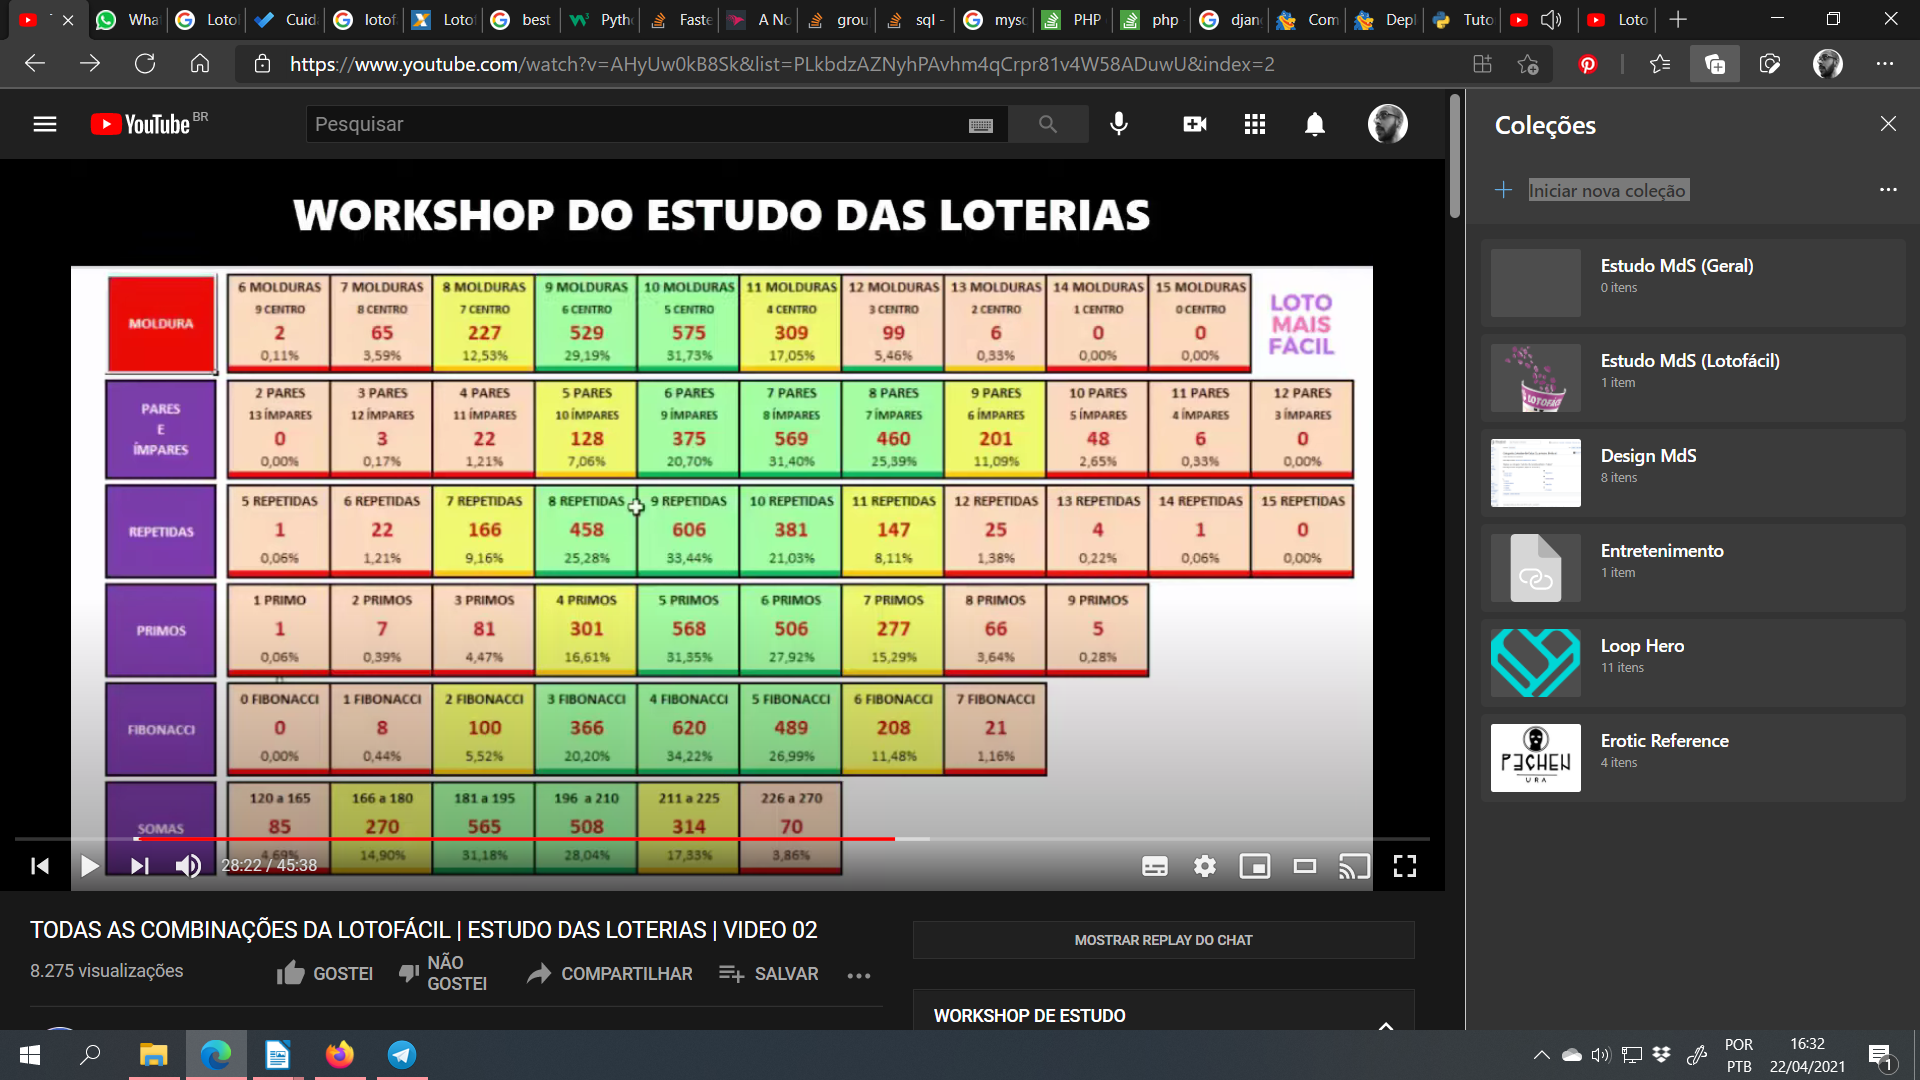 What
Loto
Cuid
lotof
Loto
best
Pyth
Faste
A No
grou
sql -
myso
PHP
php
djan
Com
Depl
Tuto
Loto
https://www.youtube.com/watch?v=AHyUw0kB8Sk&list=PLkbdzAZNyhPAvhm4qCrpr81v4W58ADuwU&index=2
YouTube BR
Pesquisar
WORKSHOP DO ESTUDO DAS LOTERIAS
MOLDURA
6 MOLDURAS 7 MOLDURAS 8 MOLDURAS 9 MOLDURAS 10 MOLDURAS 11 MOLDURAS 12 MOLDURAS 13 MOLDURAS 14 MOLDURAS 15 MOLDURAS
9 CENTRO 8 CENTRO 7 CENTRO 6 CENTRO 5 CENTRO 4 CENTRO 3 CENTRO 2 CENTRO 1 CENTRO 0 CENTRO
2 65 227 529 575 309 99 6 0 0
0,11% 3,59% 12,53% 29,19% 31,73% 17,05% 5,46% 0,33% 0,00% 0,00%
LOTO
MAIS
FÁCIL
PARES
E
ÍMPARES
2 PARES 3 PARES 4 PARES 5 PARES 6 PARES 7 PARES 8 PARES 9 PARES 10 PARES 11 PARES 12 PARES
13 ÍMPARES 12 ÍMPARES 11 ÍMPARES 10 ÍMPARES 9 ÍMPARES 8 ÍMPARES 7 ÍMPARES 6 ÍMPARES 5 ÍMPARES 4 ÍMPARES 3 ÍMPARES
0 3 22 128 375 569 460 201 48 6 0
0,00% 0,17% 1,21% 7,06% 20,70% 31,40% 25,39% 11,09% 2,65% 0,33% 0,00%
REPETIDAS
5 REPETIDAS 6 REPETIDAS 7 REPETIDAS 8 REPETIDAS 9 REPETIDAS 10 REPETIDAS 11 REPETIDAS 12 REPETIDAS 13 REPETIDAS 14 REPETIDAS 15 REPETIDAS
1 22 166 458 606 381 147 25 4 1 0
0,06% 1,21% 9,16% 25,28% 33,44% 21,03% 8,11% 1,38% 0,22% 0,06% 0,00%
PRIMOS
1 PRIMO 2 PRIMOS 3 PRIMOS 4 PRIMOS 5 PRIMOS 6 PRIMOS 7 PRIMOS 8 PRIMOS 9 PRIMOS
1 7 81 301 568 506 277 66 5
0,06% 0,39% 4,47% 16,61% 31,35% 27,92% 15,29% 3,64% 0,28%
FIBONACCI
0 FIBONACCI 1 FIBONACCI 2 FIBONACCI 3 FIBONACCI 4 FIBONACCI 5 FIBONACCI 6 FIBONACCI 7 FIBONACCI
0 8 100 366 620 489 208 21
0,00% 0,44% 5,52% 20,20% 34,22% 26,99% 11,48% 1,16%
SOMAS
120 a 165 166 a 180 181 a 195 196 a 210 211 a 225 226 a 270
85 270 565 508 314 70
4,69% 14,90% 31,18% 28,04% 17,33% 3,86%
28:22 / 45:38
TODAS AS COMBINAÇÕES DA LOTOFÁCIL | ESTUDO DAS LOTERIAS | VIDEO 02
8.275 visualizações
GOSTEI
NÃO
GOSTEI
COMPARTILHAR
SALVAR
MOSTRAR REPLAY DO CHAT
WORKSHOP DE ESTUDO
Coleções
Iniciar nova coleção
Estudo MdS (Geral)
0 itens
Estudo MdS (Lotofácil)
1 item
LOTOFÁC
Design MdS
8 itens
Entretenimento
1 item
Loop Hero
11 itens
PECHEN
URA
Erotic Reference
4 itens
POR
PTB
16:32
22/04/2021
1